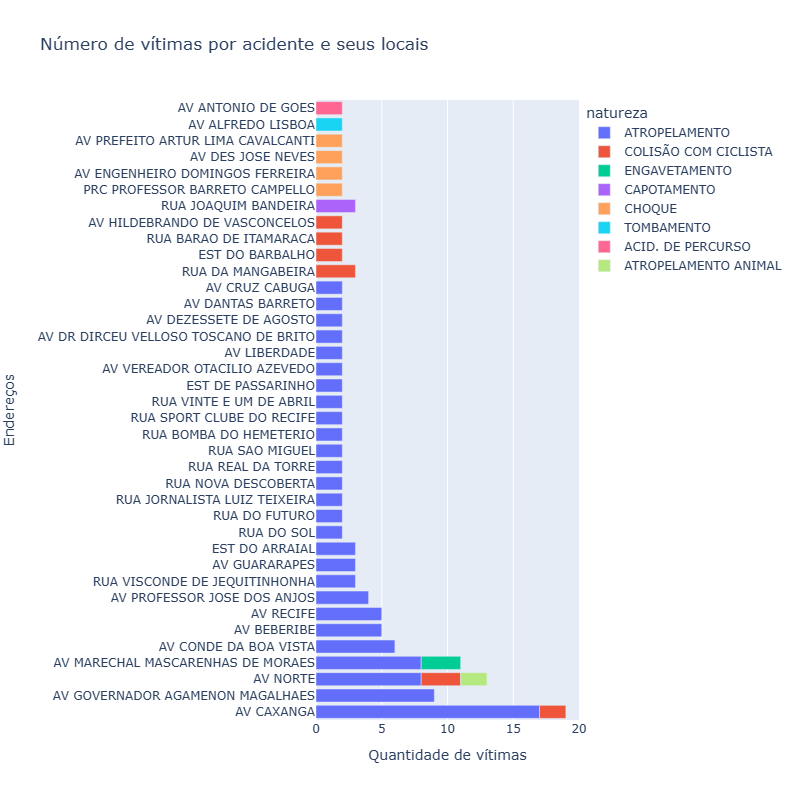 Número de vítimas por acidente e seus locais
AV ANTONIO DE GOES
AV ALFREDO LISBOA
AV PREFEITO ARTUR LIMA CAVALCANTI
AV DES JOSE NEVES
AV ENGENHEIRO DOMINGOS FERREIRA
PRC PROFESSOR BARRETO CAMPELLO
RUA JOAQUIM BANDEIRA
AV HILDEBRANDO DE VASCONCELOS
RUA BARAO DE ITAMARACA
EST DO BARBALHO
RUA DA MANGABEIRA
AV CRUZ CABUGA
AV DANTAS BARRETO
AV DEZESSETE DE AGOSTO
AV DR DIRCEU VELLOSO TOSCANO DE BRITO
AV LIBERDADE
AV VEREADOR OTACILIO AZEVEDO
EST DE PASSARINHO
RUA VINTE E UM DE ABRIL
RUA SPORT CLUBE DO RECIFE
RUA BOMBA DO HEMETERIO
RUA SAO MIGUEL
RUA REAL DA TORRE
RUA NOVA DESCOBERTA
RUA JORNALISTA LUIZ TEIXEIRA
RUA DO FUTURO
RUA DO SOL
EST DO ARRAIAL
AV GUARARAPES
RUA VISCONDE DE JEQUITINHONHA
AV PROFESSOR JOSE DOS ANJOS
AV RECIFE
AV BEBERIBE
AV CONDE DA BOA VISTA
AV MARECHAL MASCARENHAS DE MORAES
AV NORTE
AV GOVERNADOR AGAMENON MAGALHAES
AV CAXANGA
Endereços
0 5 10 15 20
Quantidade de vítimas
natureza
ATROPELAMENTO
COLISÃO COM CICLISTA
ENGAVETAMENTO
CAPOTAMENTO
CHOQUE
TOMBAMENTO
ACID. DE PERCURSO
ATROPELAMENTO ANIMAL